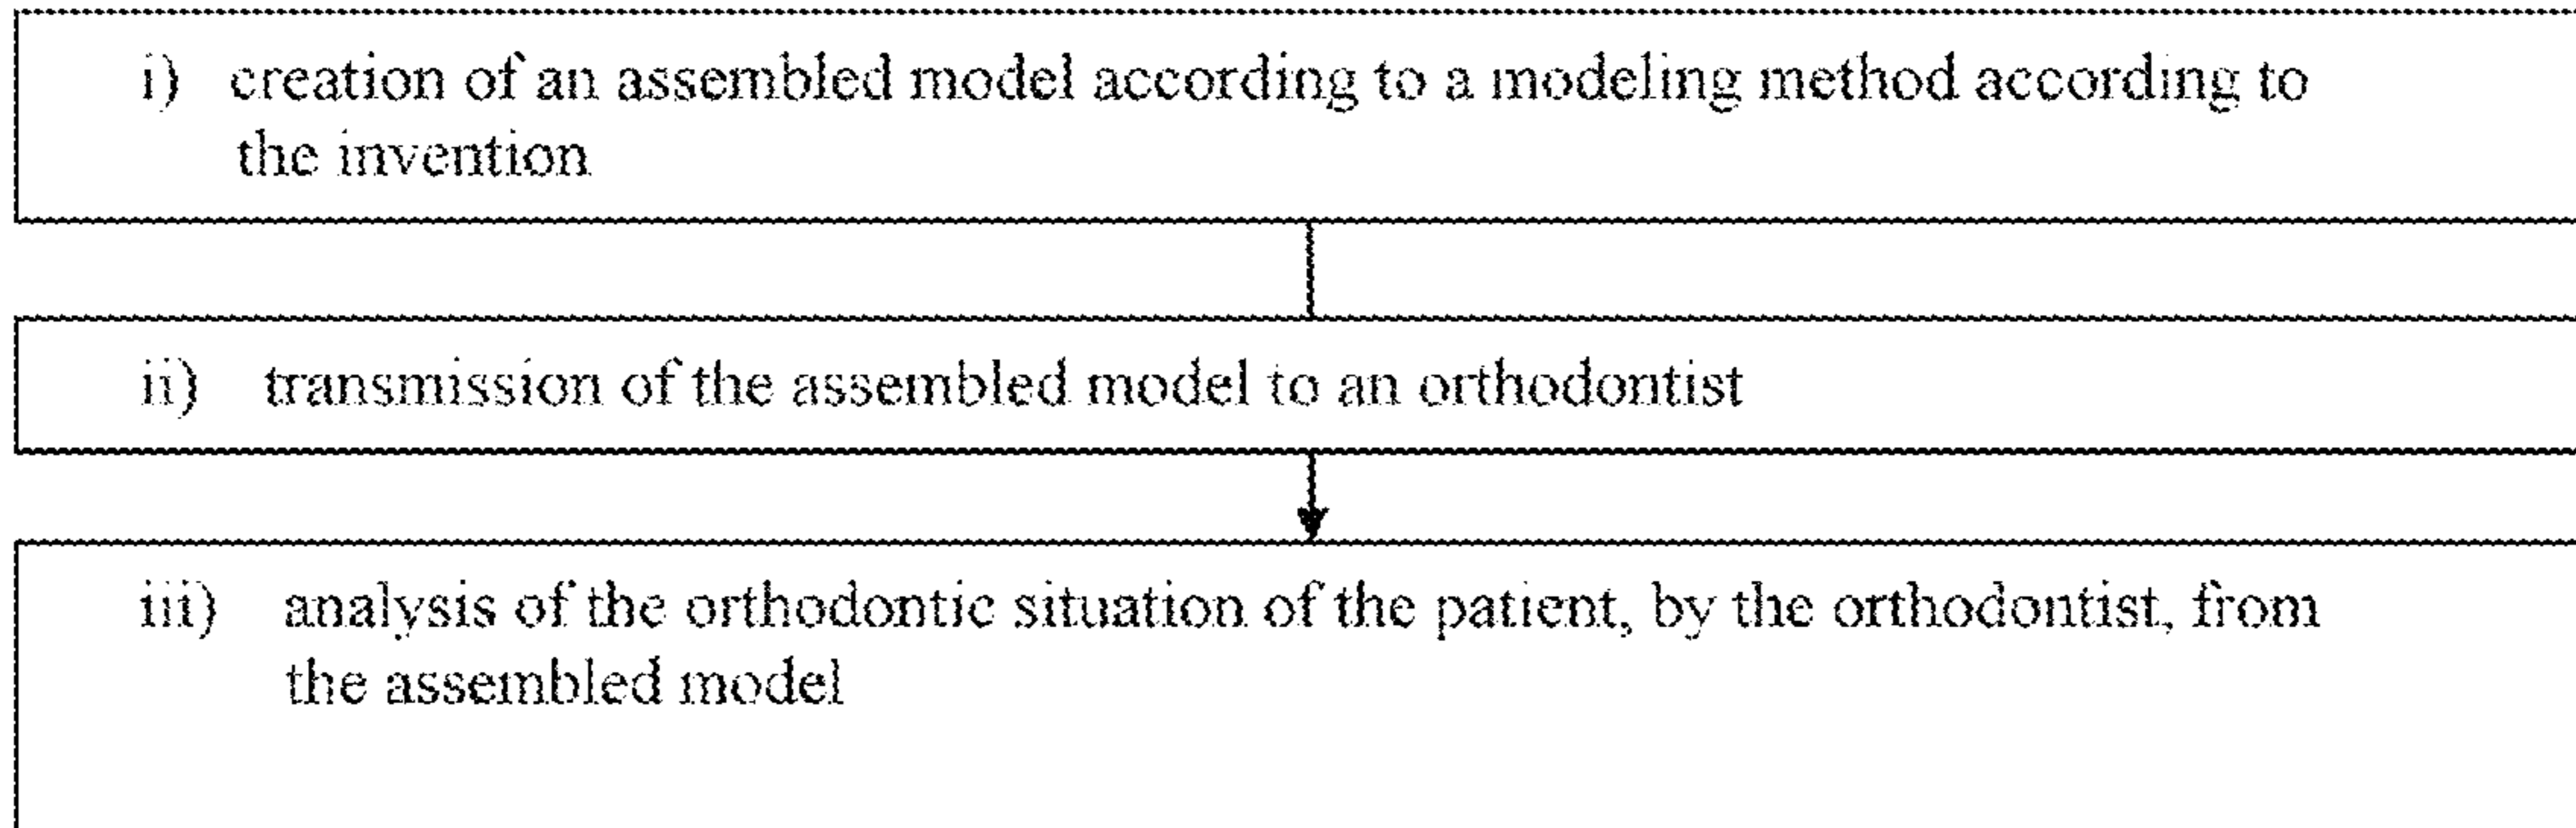 i) creation of an assembled model according to a modeling method according to
the invention
ii) transmission of the assembled model to an orthodontist
iii) analysis of the orthodontic situation of the patient, by the orthodontist, from
the assembled model